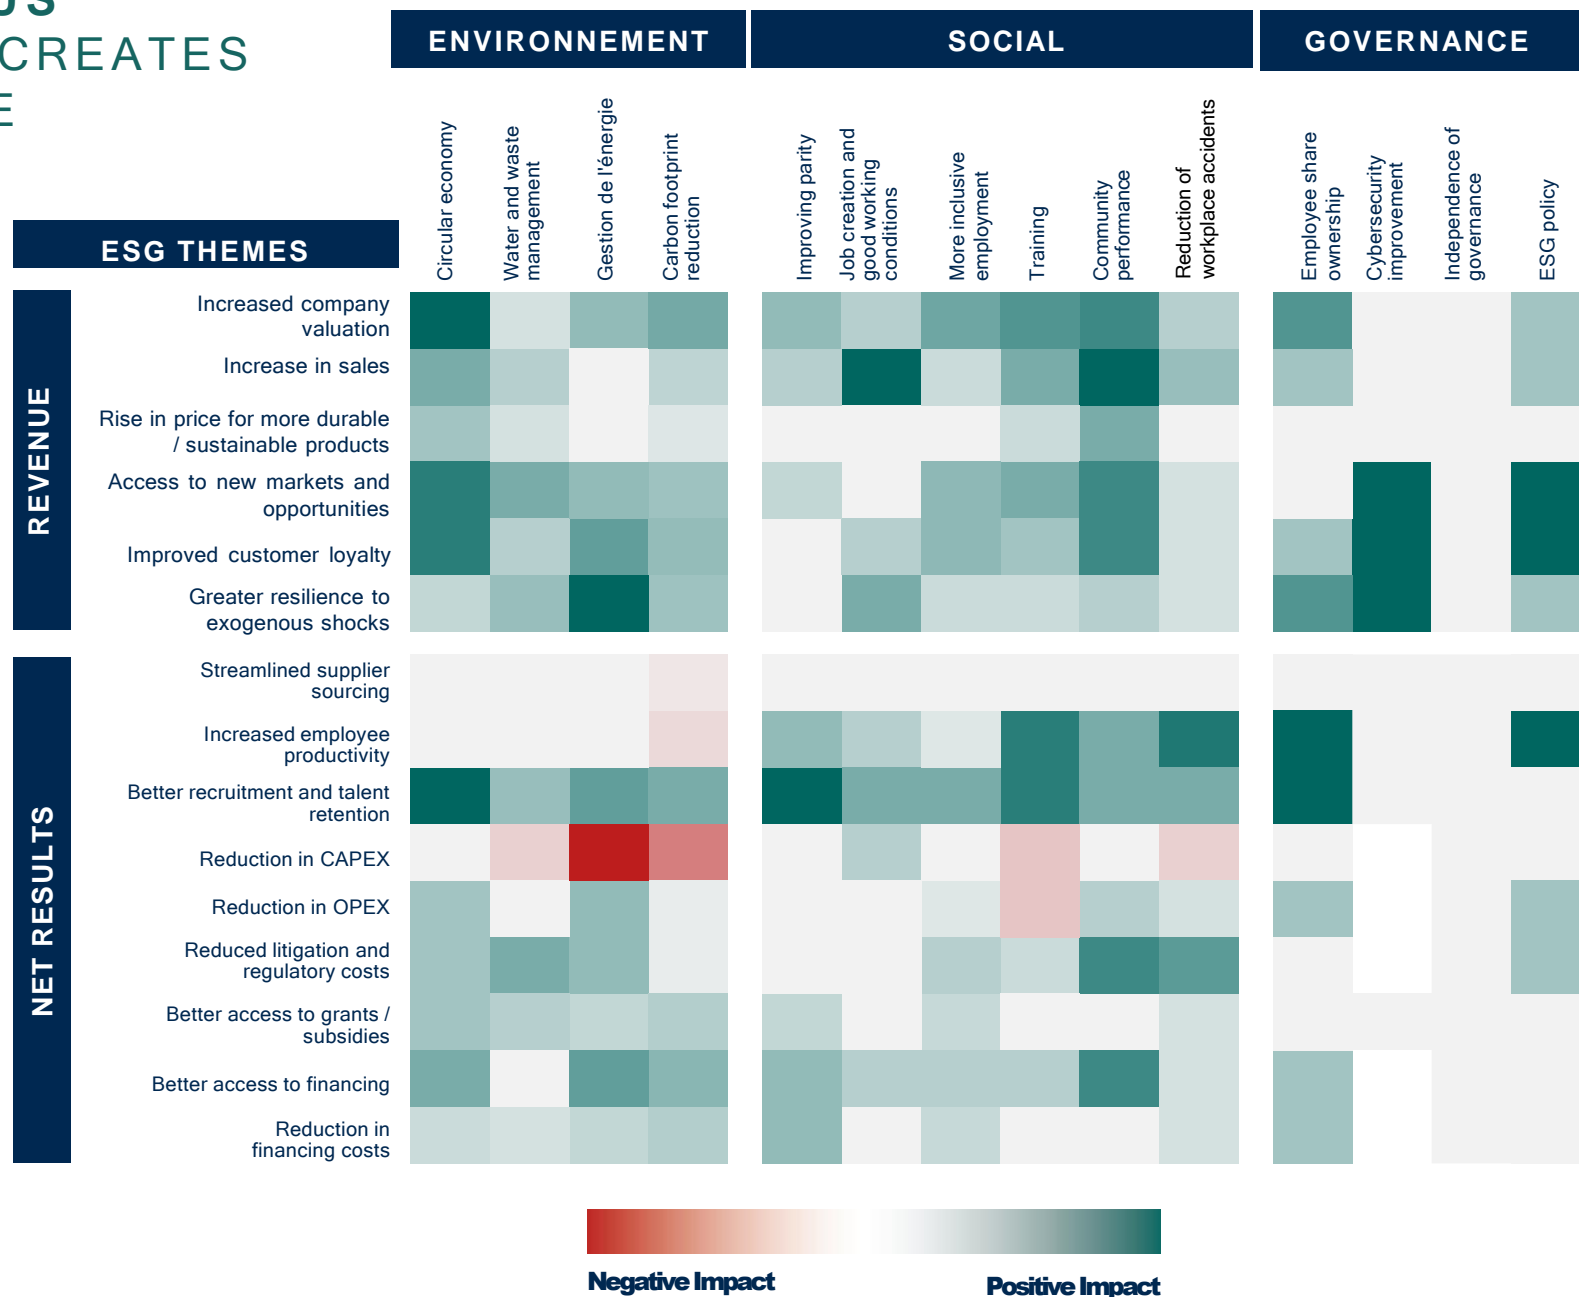 CREATES
ENVIRONNEMENT
SOCIAL
GOVERNANCE
Circular economy
Water and waste
management
Gestion de l'énergie
Carbon footprint
reduction
Improving parity
Job creation and
good working
conditions
More inclusive
employment
Training
Community
performance
Reduction of
workplace accidents
Employee share
ownership
Cybersecurity
improvement
Independence of
governance
ESG policy
ESG THEMES
REVENUE
Increased company
valuation
Increase in sales
Rise in price for more durable
/ sustainable products
Access to new markets and
opportunities
Improved customer loyalty
Greater resilience to
exogenous shocks
NET RESULTS
Streamlined supplier
sourcing
Increased employee
productivity
Better recruitment and talent
retention
Reduction in CAPEX
Reduction in OPEX
Reduced litigation and
regulatory costs
Better access to grants /
subsidies
Better access to financing
Reduction in
financing costs
Negative Impact
Positive Impact